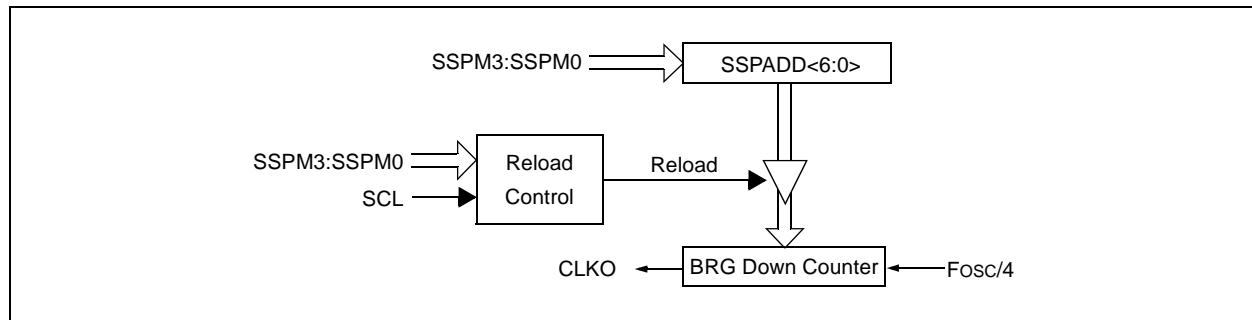 SSPM3:SSPM0
SSPADD<6:0>
SSPM3:SSPM0
SCL
Reload
Control
Reload
CLKO
BRG Down Counter
FOSC/4